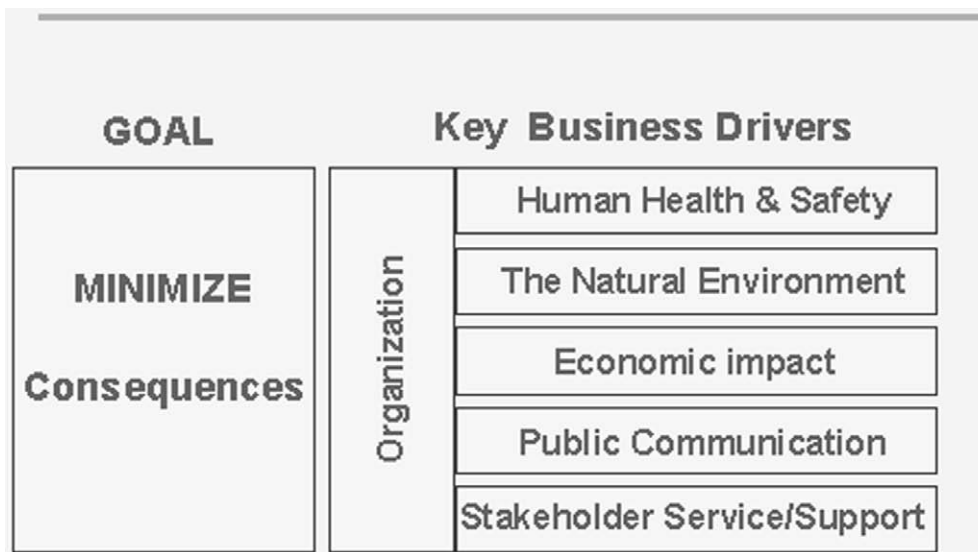 GOAL
Key Business Drivers
MINIMIZE
Consequences
Organization
Human Health & Safety
The Natural Environment
Economic impact
Public Communication
Stakeholder Service/Support